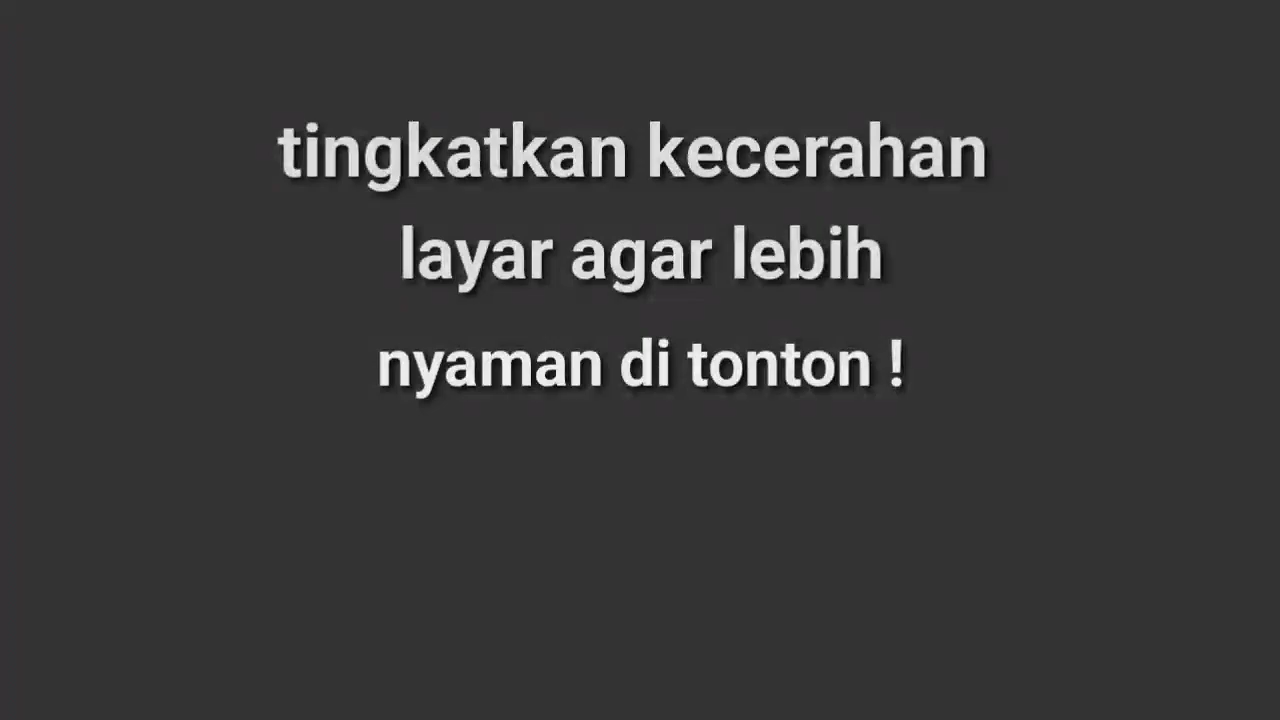 tingkatkan kecerahan
layar agar lebih
nyaman di tonton !